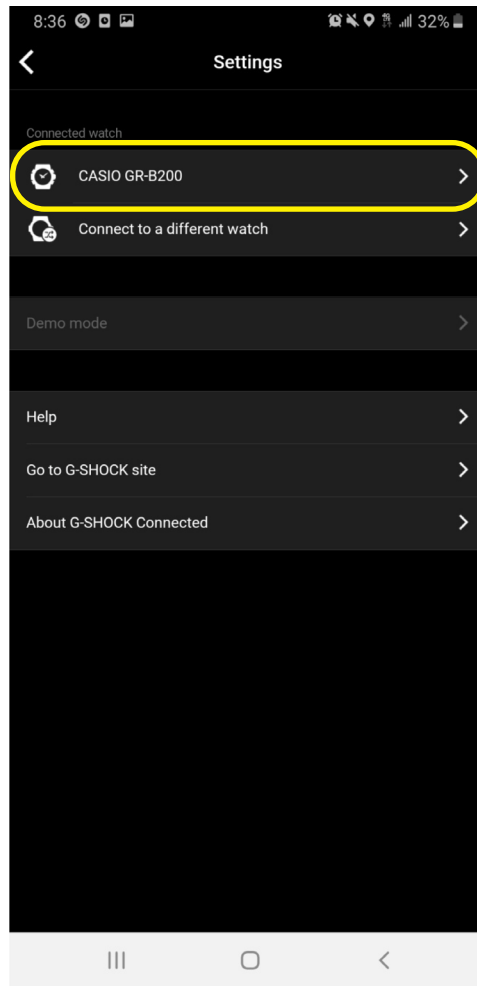 8:36 32%
Settings
Connected watch
CASIO GR-B200
Connect to a different watch
Demo mode
Help
Go to G-SHOCK site
About G-SHOCK Connected